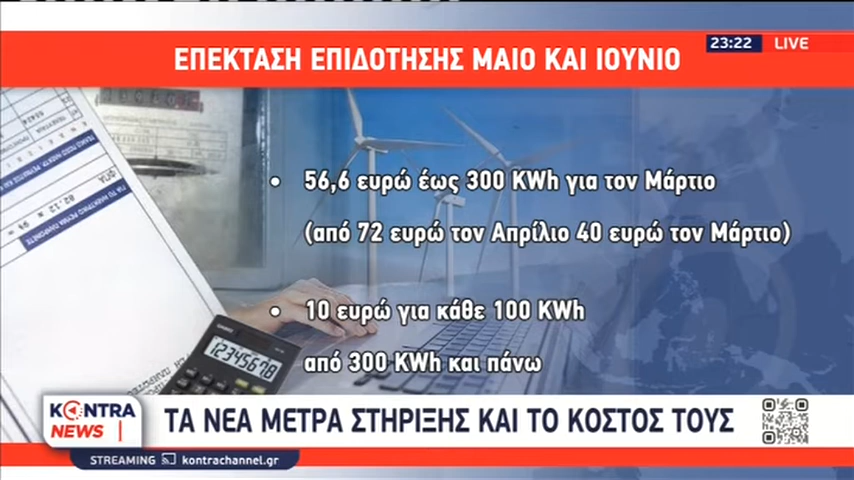 ΕΠΕΚΤΑΣΗ ΕΠΙΔΟΤΗΣΗΣ ΜΑΙΟ ΚΑΙ ΙΟΥΝΙΟ
23:22 LIVE
• 56,6 ευρώ έως 300 KWh για τον Μάρτιο
(από 72 ευρώ τον Απρίλιο 40 ευρώ τον Μάρτιο)
• 10 ευρώ για κάθε 100 KWh
από 300 KWh και πάνω
12345678
KONTRA
NEWS
ΤΑ ΝΕΑ ΜΕΤΡΑ ΣΤΗΡΙΞΗΣ ΚΑΙ ΤΟ ΚΟΣΤΟΣ ΤΟΥΣ
STREAMING kontrachannel.gr